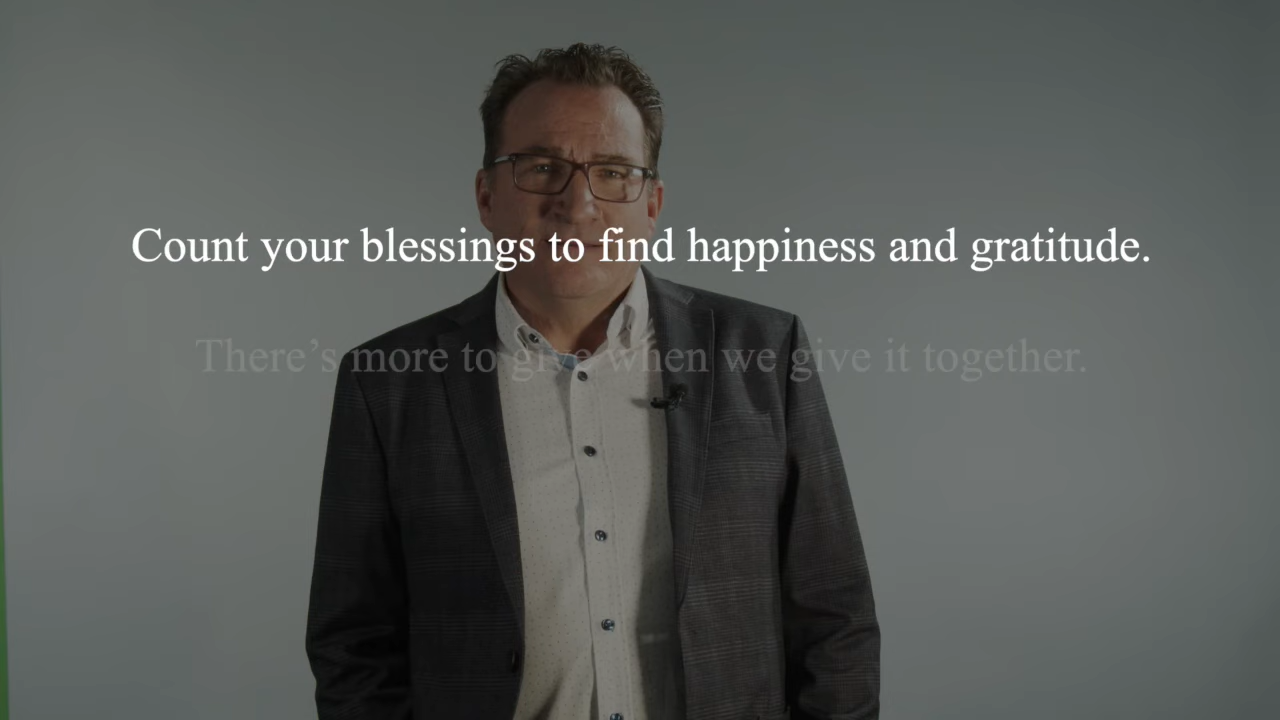 Count your blessings to find happiness and gratitude.
There’s more to give when we give it together.